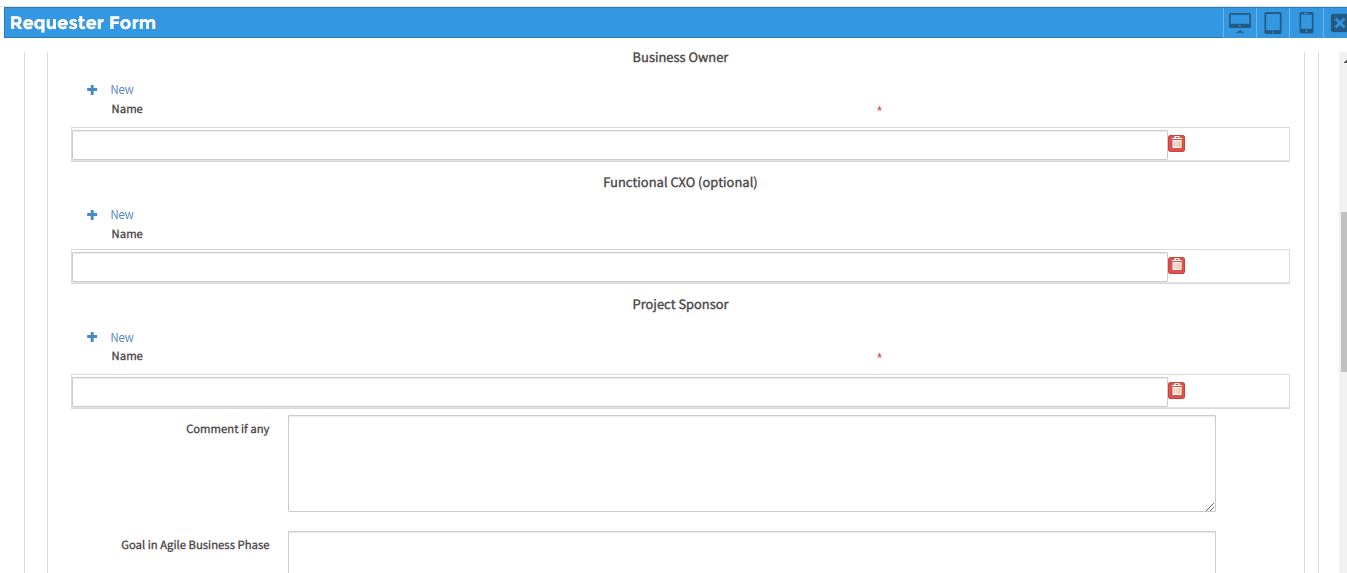 Requester Form
Business Owner
New
Name *
Functional CXO (optional)
New
Name
Project Sponsor
New
Name *
Comment if any
Goal in Agile Business Phase